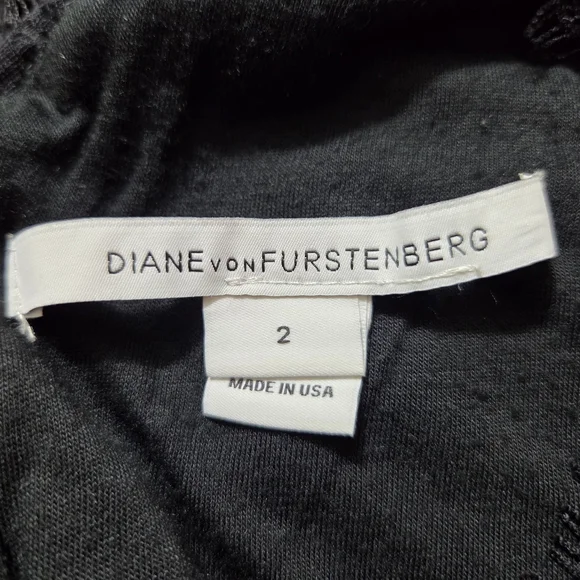 DIANE VON FURSTENBERG
2
MADE IN USA